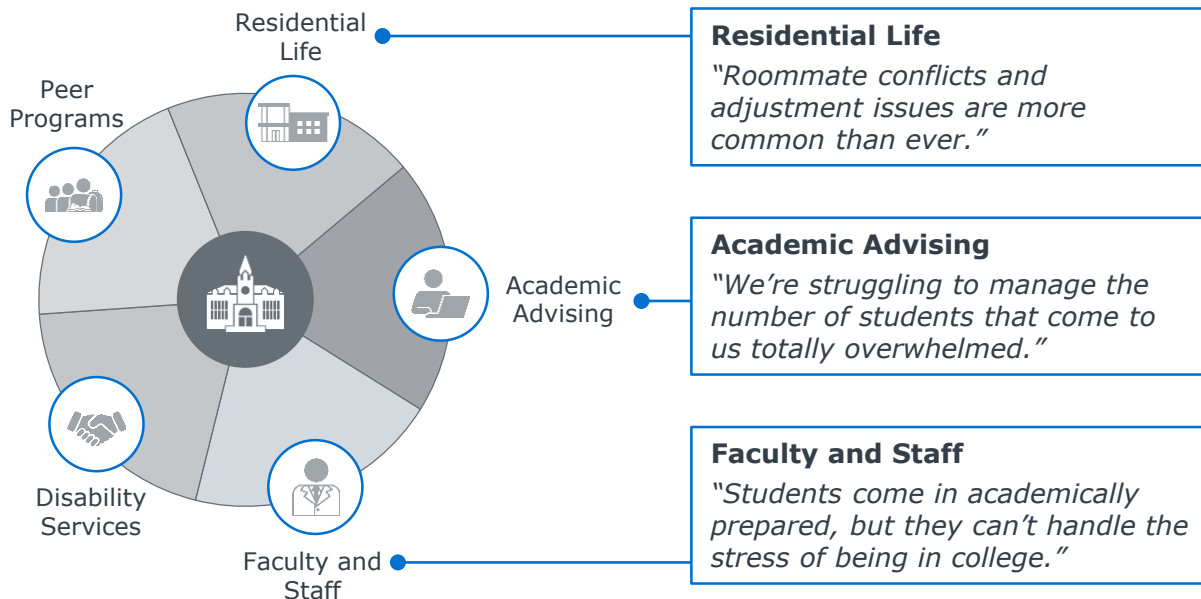 Residential
Life
Peer
Programs
Academic
Advising
Disability
Services
Faculty and
Staff
Residential Life
“Roommate conflicts and
adjustment issues are more
common than ever.”
Academic Advising
“We’re struggling to manage the
number of students that come to
us totally overwhelmed.”
Faculty and Staff
“Students come in academically
prepared, but they can’t handle the
stress of being in college.”